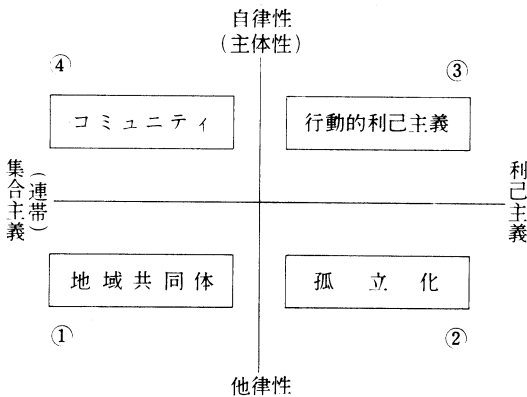 自律性
(主体性)
④
③
コミュニティ
行動的利己主義
集合主義
(連帯)
利己主義
地域共同体
孤立化
①
②
他律性